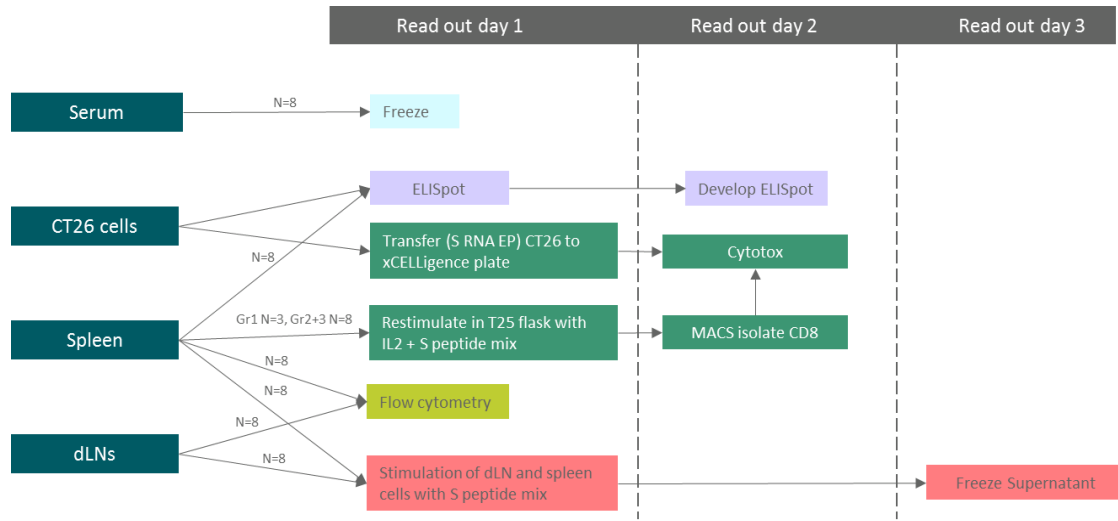 Read out day 1
Read out day 2
Read out day 3
Serum
N=8
Freeze
ELISpot
Develop ELISpot
CT26 cells
Transfer (S RNA EP) CT26 to
xCELLigence plate
Cytotox
N=8
Gr1 N=3, Gr2+3 N=8
Spleen
Restimulate in T25 flask with
IL2 + S peptide mix
MACS isolate CD8
N=8
N=8
Flow cytometry
N=8
dLNs
N=8
Stimulation of dLN and spleen
cells with S peptide mix
Freeze Supernatant